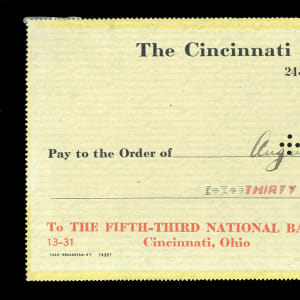 The Cincinnati
24
Pay to the Order of
THIRTY
To THE FIFTH-THIRD NATIONAL BA
13-31 Cincinnati, Ohio